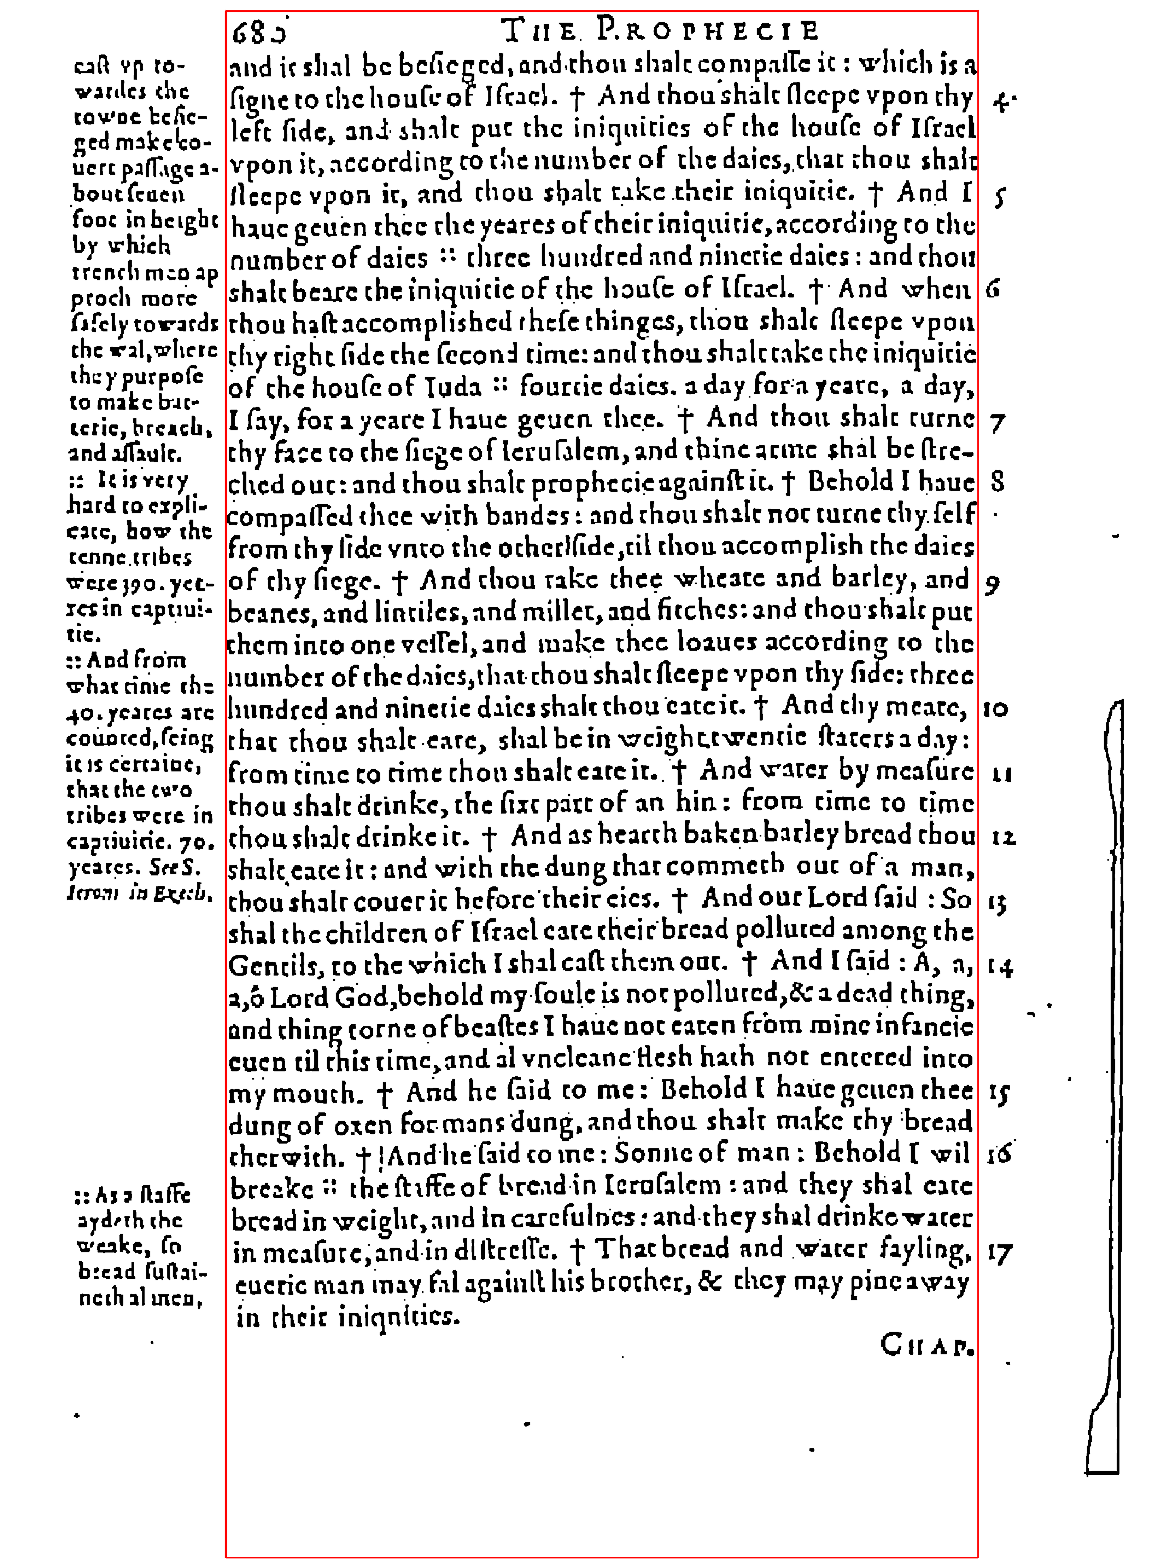 680 THE PROPHECIE
and it shal be besieged, and thou shalt compasse it : which is a
signe to the house of Israel. † And thou shalt sleepe vpon thy 4
left side, and shalt put the iniquities of the house of Israel
vpon it, according to the number of the daies, that thou shalt
sleepe vpon it, and thou shalt take their iniquitie. † And I 5
haue geuen thee the yeares of their iniquitie, according to the
number of daies :: three hundred and ninetie daies : and thou
shalt beare the iniquitie of the house of Israel. † And when 6
thou hast accomplished these thinges, thou shalt sleepe vpon
thy right side the second time: and thou shalt take the iniquitie
of the house of Iuda :: fourtie daies. a day for a yeare, a day,
I say, for a yeare I haue geuen thee. † And thou shalt turne 7
thy face to the siege of Ierusalem, and thine arme shal be stre-
ched out: and thou shalt prophecie against it. † Behold I haue 8
compassed thee with bandes : and thou shalt not turne thy self
from thy side vnto the other side, til thou accomplish the daies
of thy siege. † And thou take thee wheate and barley, and 9
beanes, and lintiles, and millet, and fitches: and thou shalt put
them into one vessel, and make thee loaues according to the
number of the daies, that thou shalt sleepe vpon thy side: three
hundred and ninetie daies shalt thou eate it. † And thy meate, 10
that thou shalt eate, shal be in weight twentie staters a day:
from time to time thou shalt eate it. † And water by measure 11
thou shalt drinke, the sixt part of an hin : from time to time
thou shalt drinke it. † And as hearth baken barley bread thou 12
shalt eate it : and with the dung that commeth out of a man,
thou shalt couer it before their eies. † And our Lord said : So 13
shal the children of Israel eate their bread polluted among the
Gentils, to the which I shal cast them out. † And I said : A, a, 14
a, ô Lord God, behold my soule is not polluted, & a dead thing,
and thing torne of beastes I haue not eaten from mine infancie
euen til this time, and al vncleane flesh hath not entered into
my mouth. † And he said to me : Behold I haue geuen thee 15
dung of oxen for mans dung, and thou shalt make thy bread
therwith. † And he said to me : Sonne of man : Behold I wil 16
breake :: the staffe of bread in Ierusalem : and they shal eate
bread in weight, and in carefulnes : and they shal drinke water
in measure, and in distresse. † That bread and water fayling, 17
euerie man may fal against his brother, & they may pine away
in their iniqnities.
CHAP.
cast vp to-
wardes the
towne besie-
ged make co-
uert passage a-
bout seuen
foot in height
by which
trench men ap
proch more
safely towards
the wal, where
they purpose
to make bat-
terie, breach,
and assault.
:: It is very
hard to expli-
cate, how the
tenne tribes
were 390. yea-
res in captiui-
tie.
:: And from
what time the
40. yeares are
counted, seing
it is certaine,
that the two
tribes were in
captiuitie. 70.
yeares. See S.
Ierom in Ezech.
:: As a staffe
aydeth the
weake, so
bread sustai-
neth al men,